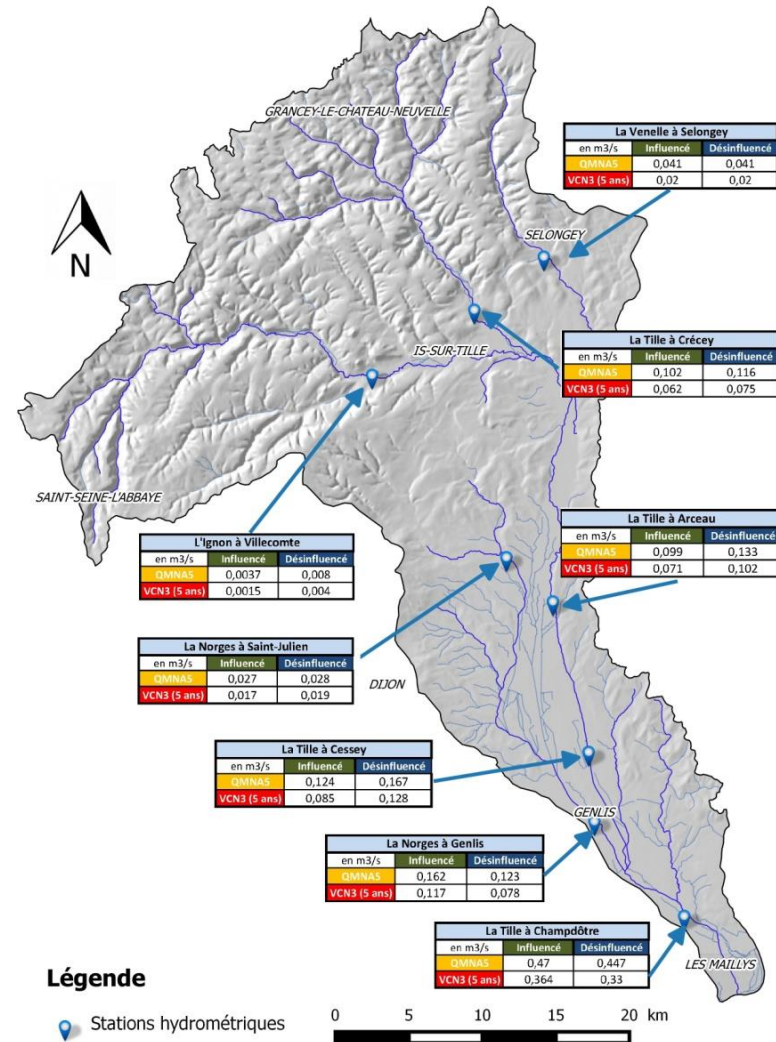 GRANCEY-LE-CHATEAU-NEUVELLE
La Venelle à Selongey
en m3/s Influencé Désinfluencé
QMNA5 0,041 0,041
VCN3 (5 ans) 0,02 0,02
N
SELONGEY
La Tille à Crécey
en m3/s Influencé Désinfluencé
QMNA5 0,102 0,116
VCN3 (5 ans) 0,062 0,075
IS-SUR-TILLE
SAINT-SEINE-L'ABBAYE
La Tille à Arceau
en m3/s Influencé Désinfluencé
QMNA5 0,099 0,133
VCN3 (5 ans) 0,071 0,102
L'Ignon à Villecomte
en m3/s Influencé Désinfluencé
QMNA5 0,0037 0,008
VCN3 (5 ans) 0,0015 0,004
La Norges à Saint-Julien
en m3/s Influencé Désinfluencé
QMNA5 0,027 0,028
VCN3 (5 ans) 0,017 0,019
DIJON
La Tille à Cessey
en m3/s Influencé Désinfluencé
QMNA5 0,124 0,167
VCN3 (5 ans) 0,085 0,128
GENLIS
La Norges à Genlis
en m3/s Influencé Désinfluencé
QMNA5 0,162 0,123
VCN3 (5 ans) 0,117 0,078
La Tille à Champdôtre
en m3/s Influencé Désinfluencé
QMNA5 0,47 0,447
VCN3 (5 ans) 0,364 0,33
LES MAILLYS
Légende
Stations hydrométriques
0 5 10 15 20 km